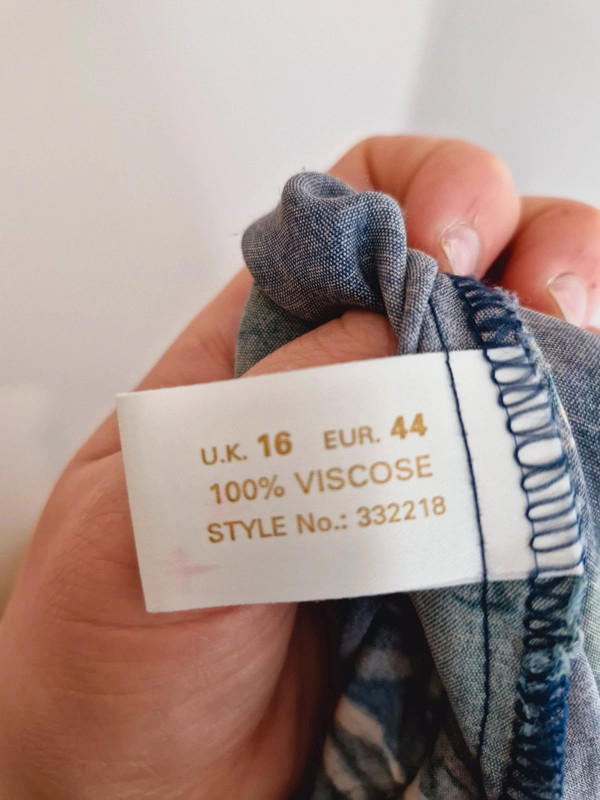 U.K. 16 EUR. 44
100% VISCOSE
STYLE No.: 332218